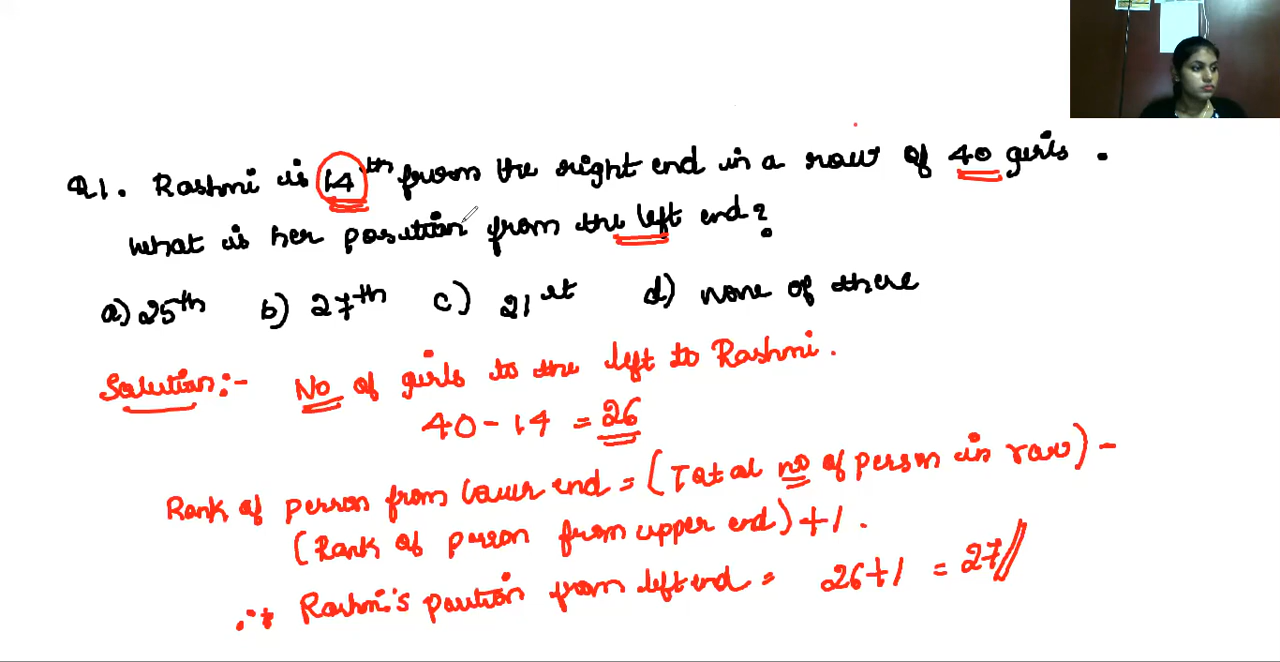 Q1. Rashmi is 14th from the right end in a row of 40 girls.
What is her position from the left end?
a) 25th b) 27th c) 21st d) none of there
Solution:- No of girls to the left to Rashmi.
40 - 14 = 26
Rank of person from lower end = (Total no of person in row) -
(Rank of person from upper end) + 1.
∴ Rashmi's position from left end = 26+1 = 27//